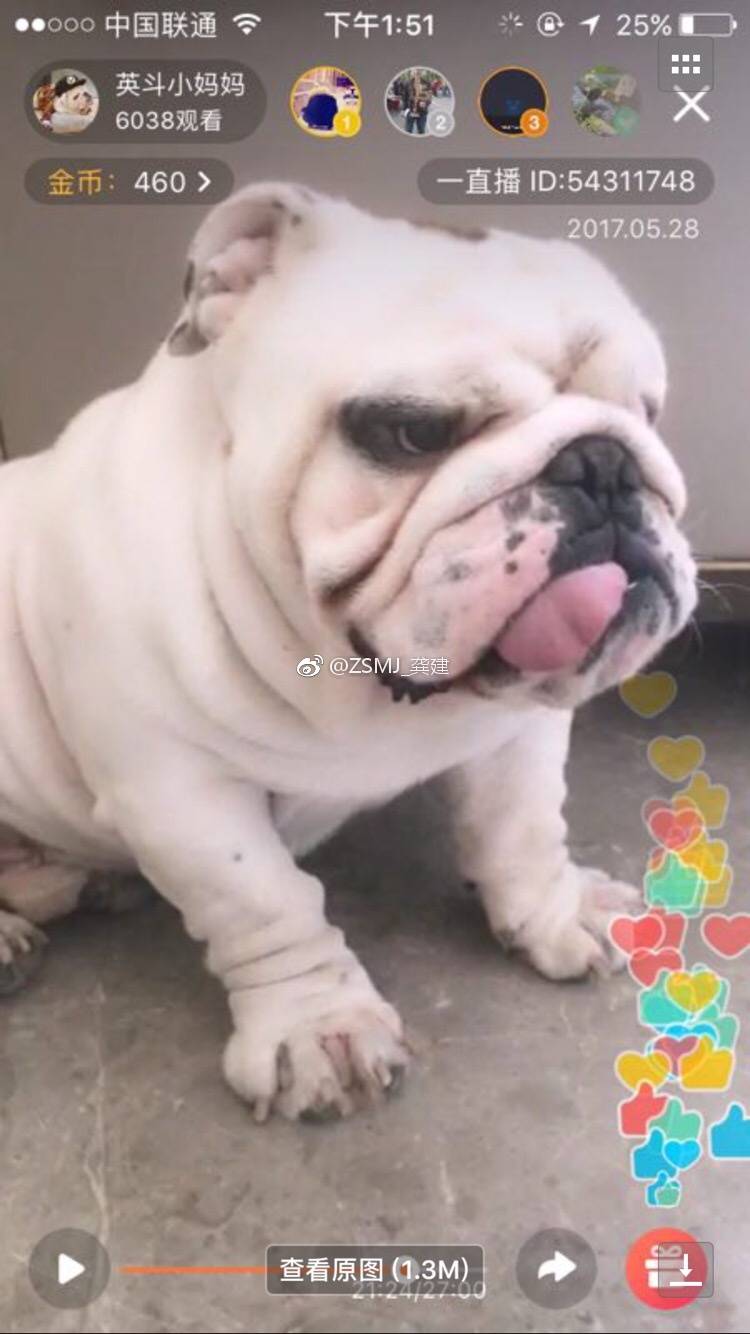 中国联通 下午1:51 25%
英斗小妈妈
6038观看
1 2 3
金币： 460
一直播 ID:54311748
2017.05.28
@ZSMJ_龚建
查看原图 (1.3M)
21:24/27:00